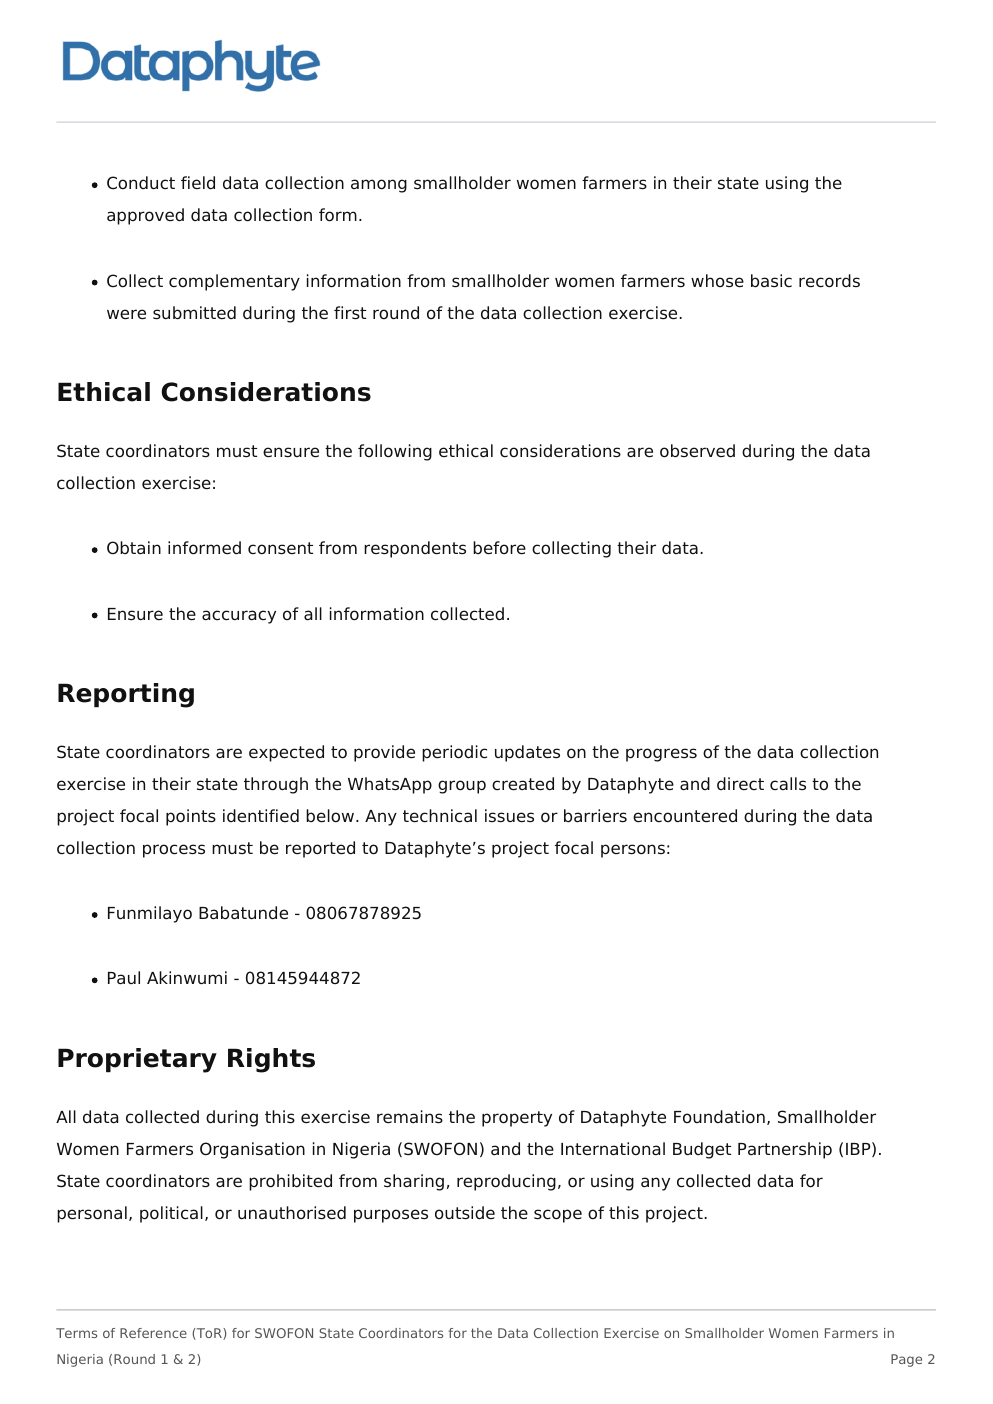 Dataphyte
• Conduct field data collection among smallholder women farmers in their state using the
approved data collection form.
• Collect complementary information from smallholder women farmers whose basic records
were submitted during the first round of the data collection exercise.
Ethical Considerations
State coordinators must ensure the following ethical considerations are observed during the data
collection exercise:
• Obtain informed consent from respondents before collecting their data.
• Ensure the accuracy of all information collected.
Reporting
State coordinators are expected to provide periodic updates on the progress of the data collection
exercise in their state through the WhatsApp group created by Dataphyte and direct calls to the
project focal points identified below. Any technical issues or barriers encountered during the data
collection process must be reported to Dataphyte’s project focal persons:
• Funmilayo Babatunde - 08067878925
• Paul Akinwumi - 08145944872
Proprietary Rights
All data collected during this exercise remains the property of Dataphyte Foundation, Smallholder
Women Farmers Organisation in Nigeria (SWOFON) and the International Budget Partnership (IBP).
State coordinators are prohibited from sharing, reproducing, or using any collected data for
personal, political, or unauthorised purposes outside the scope of this project.
Terms of Reference (ToR) for SWOFON State Coordinators for the Data Collection Exercise on Smallholder Women Farmers in
Nigeria (Round 1 & 2) Page 2